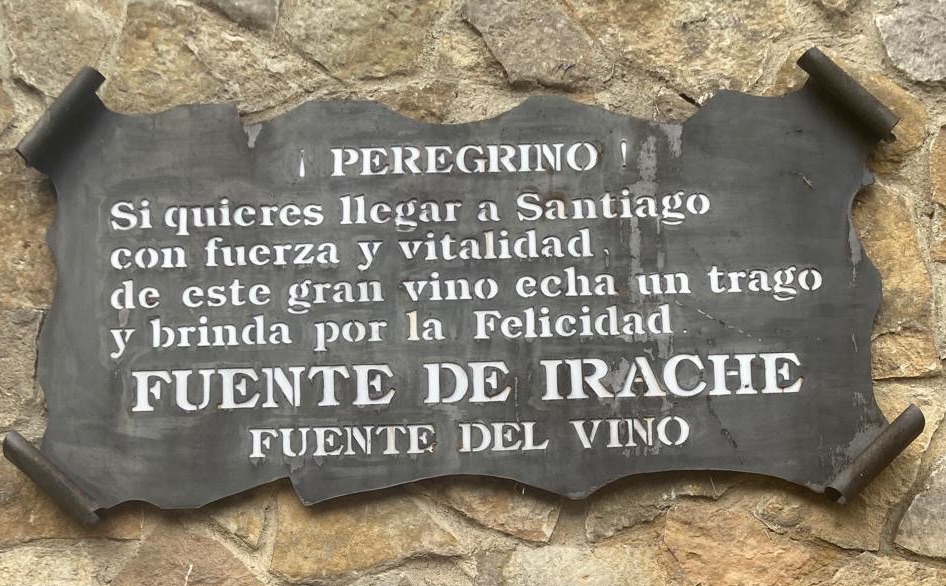 ¡ PEREGRINO !
Si quieres llegar a Santiago
con fuerza y vitalidad,
de este gran vino echa un trago
y brinda por la Felicidad.
FUENTE DE IRACHE
FUENTE DEL VINO